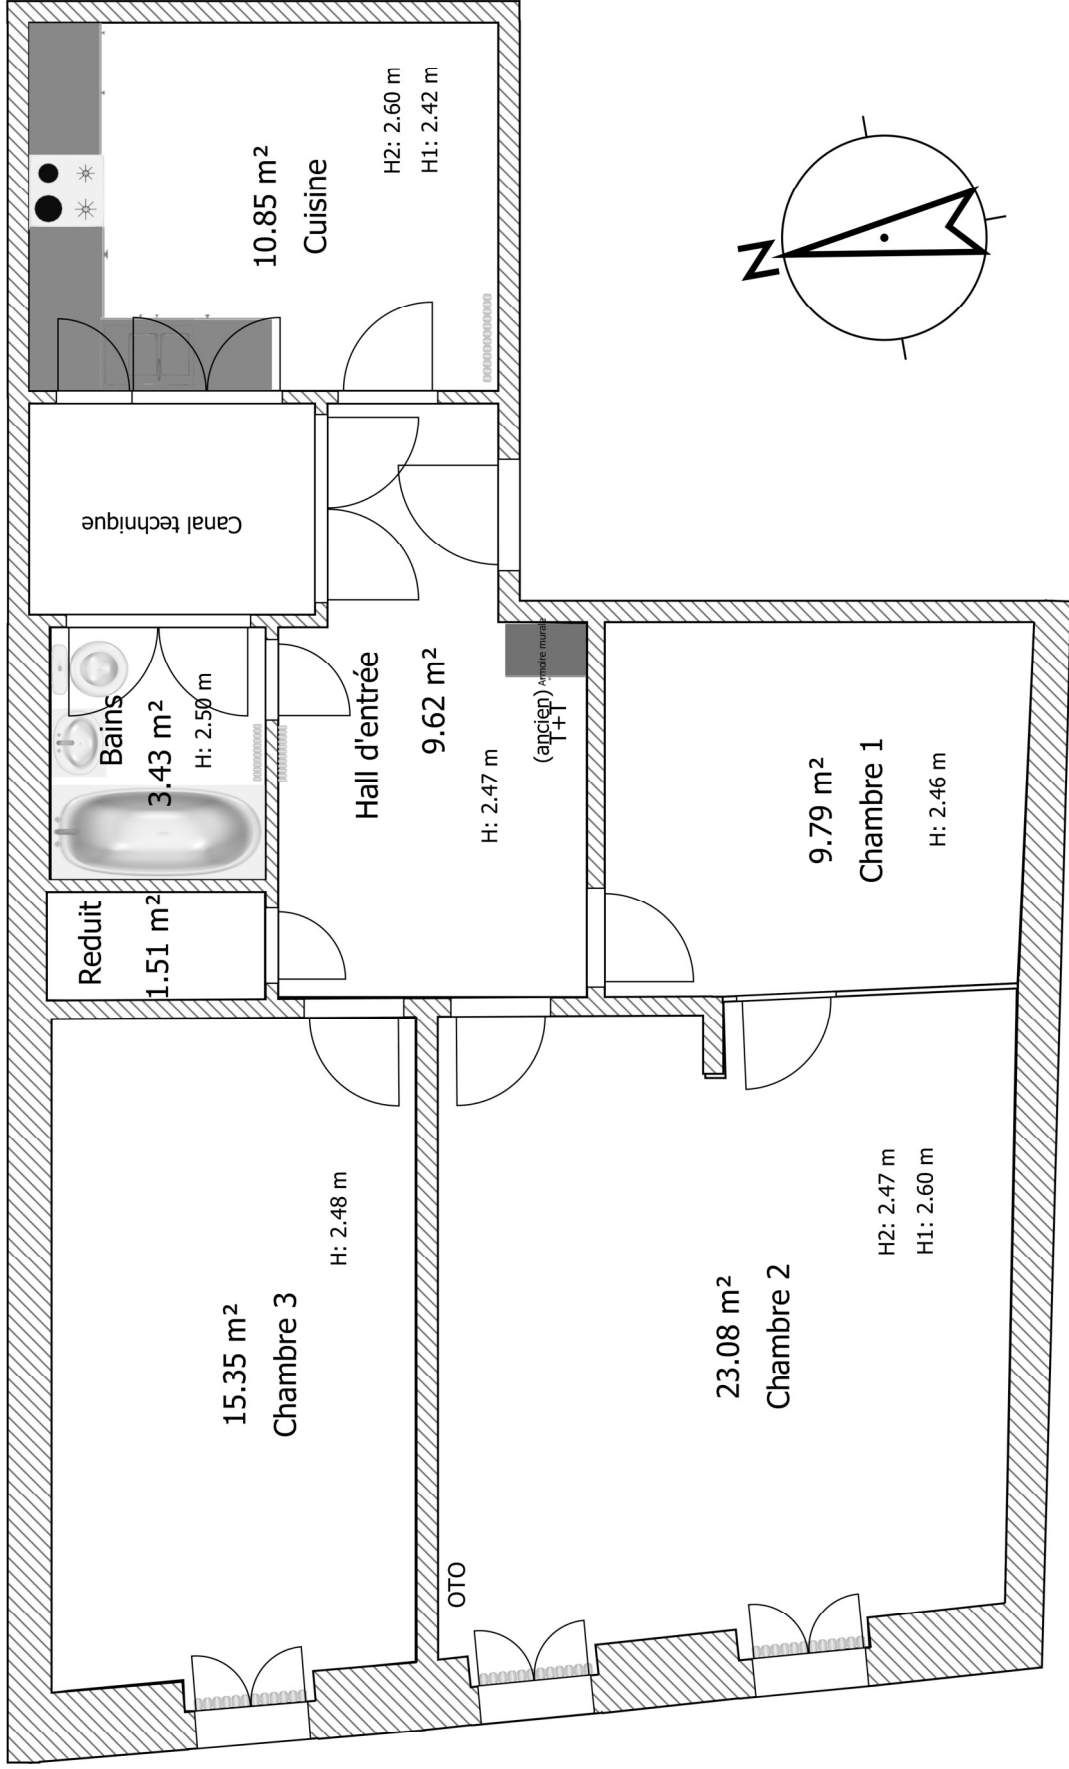 10.85 m²
Cuisine
H2: 2.60 m
H1: 2.42 m
N
Canal technique
Bains
3.43 m²
H: 2.50 m
Hall d'entrée
9.62 m²
H: 2.47 m
(ancien)
T+T
Armoire murale
Reduit
1.51 m²
9.79 m²
Chambre 1
H: 2.46 m
15.35 m²
Chambre 3
H: 2.48 m
23.08 m²
Chambre 2
H2: 2.47 m
H1: 2.60 m
OTO